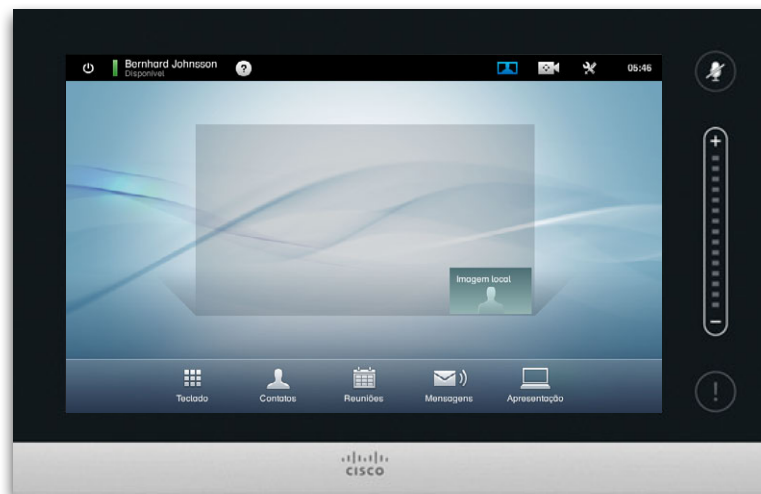 Bernhard Johnsson
Disponível
?
05:46
Imagem local
Teclado
Contatos
Reuniões
Mensagens
Apresentação
+
−
!
CISCO